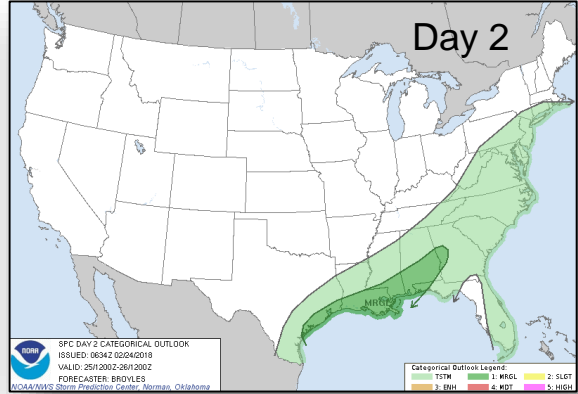 Day 2
MRGL
NOAA
SPC DAY 2 CATEGORICAL OUTLOOK
ISSUED: 0634Z 02/24/2018
VALID: 25/1200Z-26/1200Z
FORECASTER: BROYLES
NOAA/NWS Storm Prediction Center, Norman, Oklahoma
Categorical Outlook Legend:
TSTM 1: MRGL 2: SLGT
3: ENH 4: MDT 5: HIGH